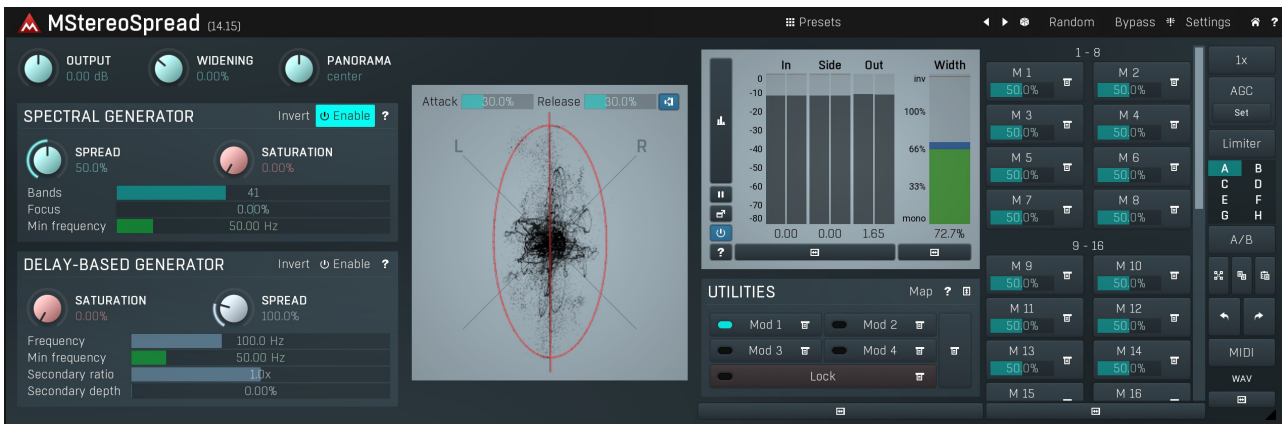 MStereoSpread (14.15)
Presets
Random Bypass Settings ?
OUTPUT
0.00 dB
WIDENING
0.00%
PANORAMA
center
SPECTRAL GENERATOR Invert Enable ?
SPREAD
50.0%
SATURATION
0.00%
Bands 41
Focus 0.00%
Min frequency 50.00 Hz
DELAY-BASED GENERATOR Invert Enable ?
SATURATION
0.00%
SPREAD
100.0%
Frequency 100.0 Hz
Min frequency 50.00 Hz
Secondary ratio 1.0x
Secondary depth 0.00%
Attack 30.0% Release 30.0%
L R
In Side Out Width
0 inv
-10
-20 100%
-30
-40 66%
-50
-60 33%
-70
-80 mono
0.00 0.00 1.65 72.7%
?
UTILITIES Map ?
Mod 1 Mod 2
Mod 3 Mod 4
Lock
1 - 8
M 1 M 2
50.0% 50.0%
M 3 M 4
50.0% 50.0%
M 5 M 6
50.0% 50.0%
M 7 M 8
50.0% 50.0%
9 - 16
M 9 M 10
50.0% 50.0%
M 11 M 12
50.0% 50.0%
M 13 M 14
50.0% 50.0%
M 15 M 16
1x
AGC
Set
Limiter
A B
C D
E F
G H
A/B
MIDI
WAV